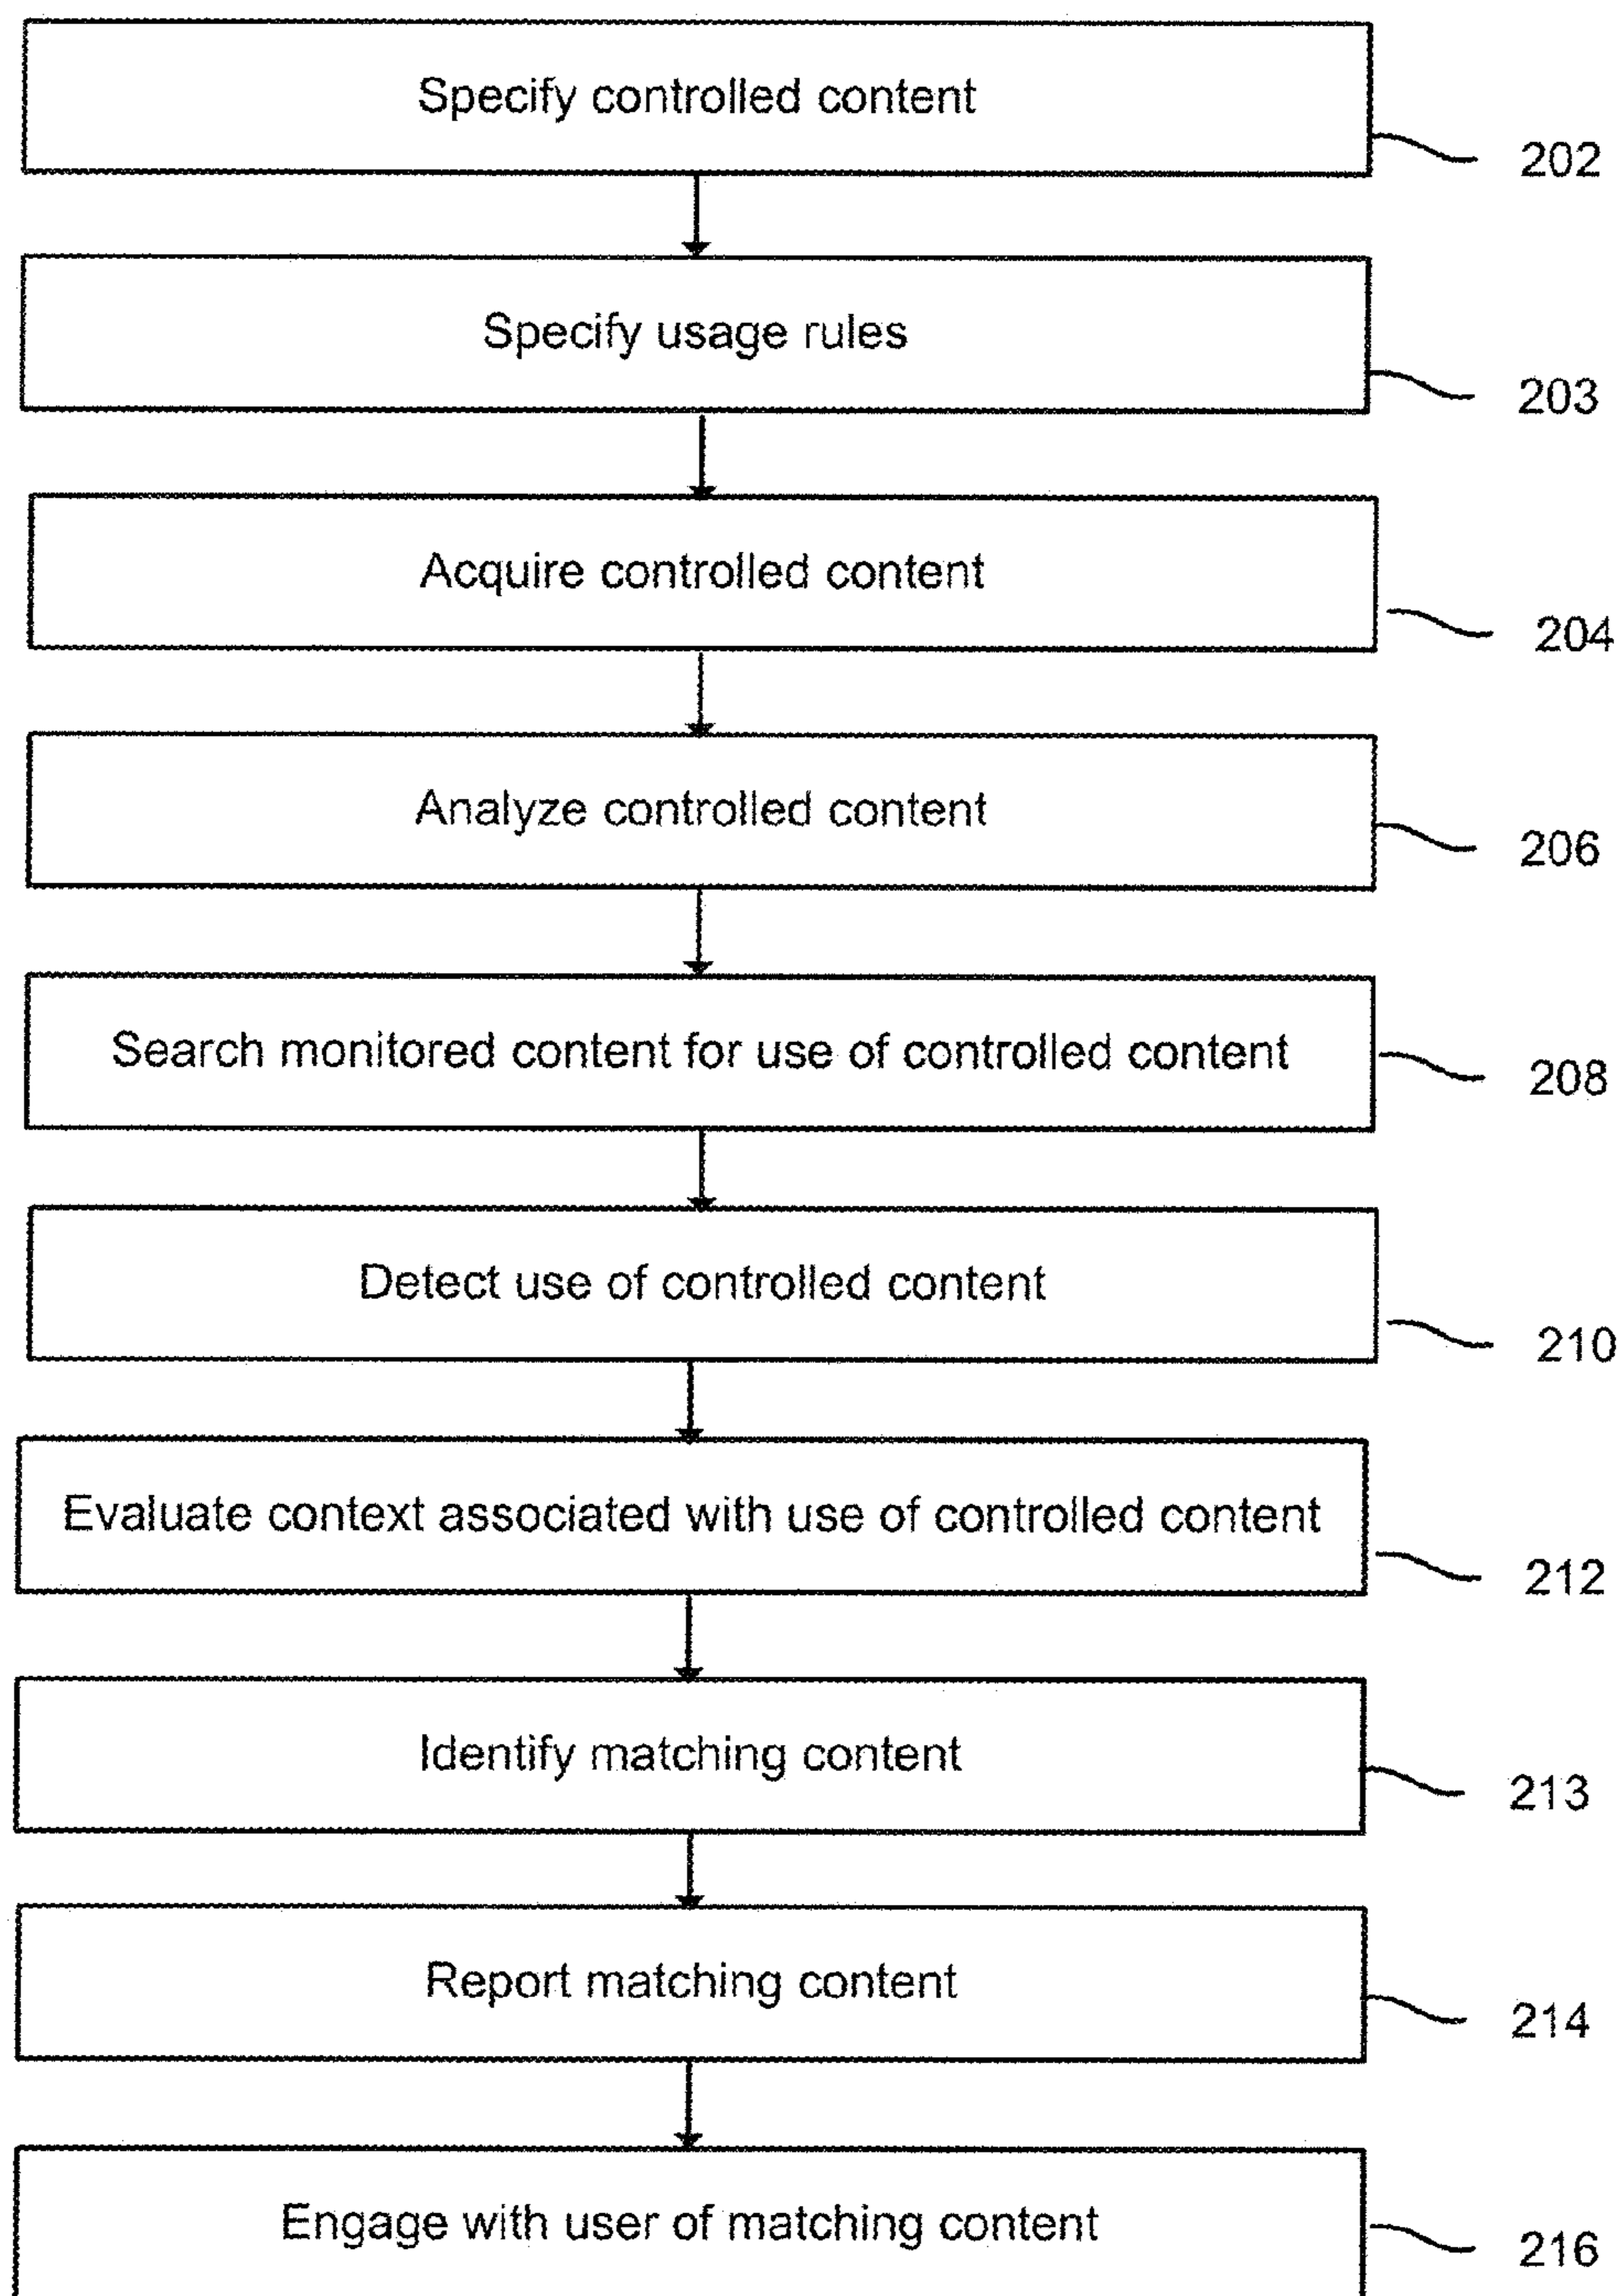 Specify controlled content
202
Specify usage rules
203
Acquire controlled content
204
Analyze controlled content
206
Search monitored content for use of controlled content
208
Detect use of controlled content
210
Evaluate context associated with use of controlled content
212
Identify matching content
213
Report matching content
214
Engage with user of matching content
216